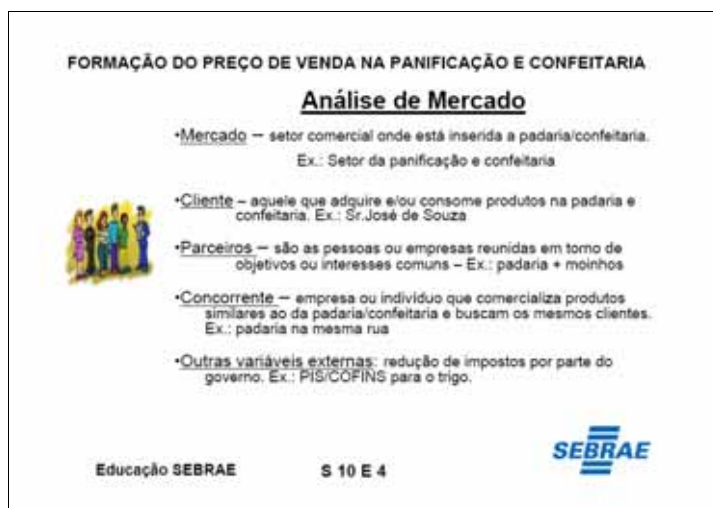 FORMAÇÃO DO PREÇO DE VENDA NA PANIFICAÇÃO E CONFEITARIA
Análise de Mercado
•Mercado – setor comercial onde está inserida a padaria/confeitaria.
Ex.: Setor da panificação e confeitaria
•Cliente – aquele que adquire e/ou consome produtos na padaria e
confeitaria. Ex.: Sr.José de Souza
•Parceiros – são as pessoas ou empresas reunidas em torno de
objetivos ou interesses comuns – Ex.: padaria + moinhos
•Concorrente – empresa ou indivíduo que comercializa produtos
similares ao da padaria/confeitaria e buscam os mesmos clientes.
Ex.: padaria na mesma rua
•Outras variáveis externas: redução de impostos por parte do
governo. Ex.: PIS/COFINS para o trigo.
SEBRAE
Educação SEBRAE S 10 E 4